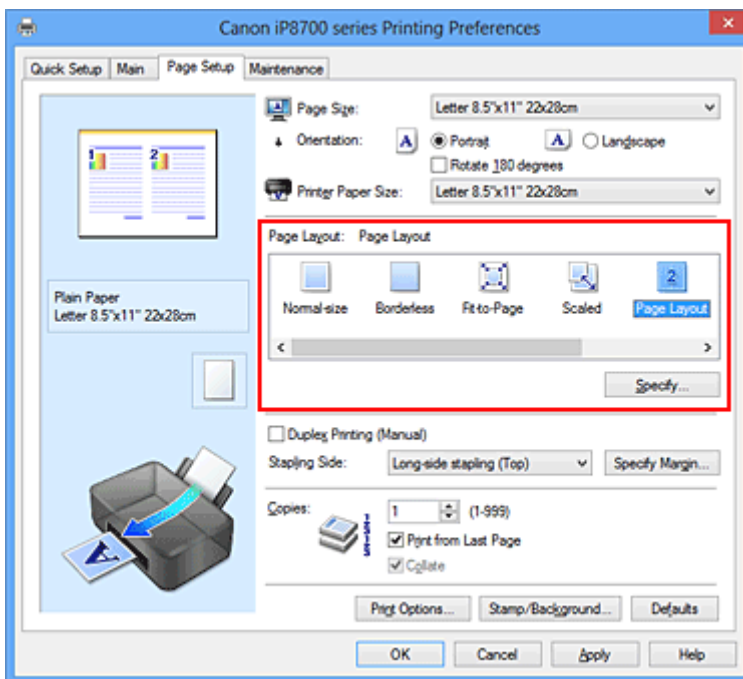 Canon iP8700 series Printing Preferences
Quick Setup Main Page Setup Maintenance
Page Size: Letter 8.5"x11" 22x28cm
Orientation: A Portrait A Landscape
Rotate 180 degrees
Printer Paper Size: Letter 8.5"x11" 22x28cm
Page Layout: Page Layout
Normal-size Borderless Fit-to-Page Scaled 2 Page Layout
Specify...
1 2
Plain Paper
Letter 8.5"x11" 22x28cm
Duplex Printing (Manual)
Stapling Side: Long-side stapling (Top) Specify Margin...
Copies: 1 (1-999)
Print from Last Page
Collate
A
Print Options... Stamp/Background... Defaults
OK Cancel Apply Help